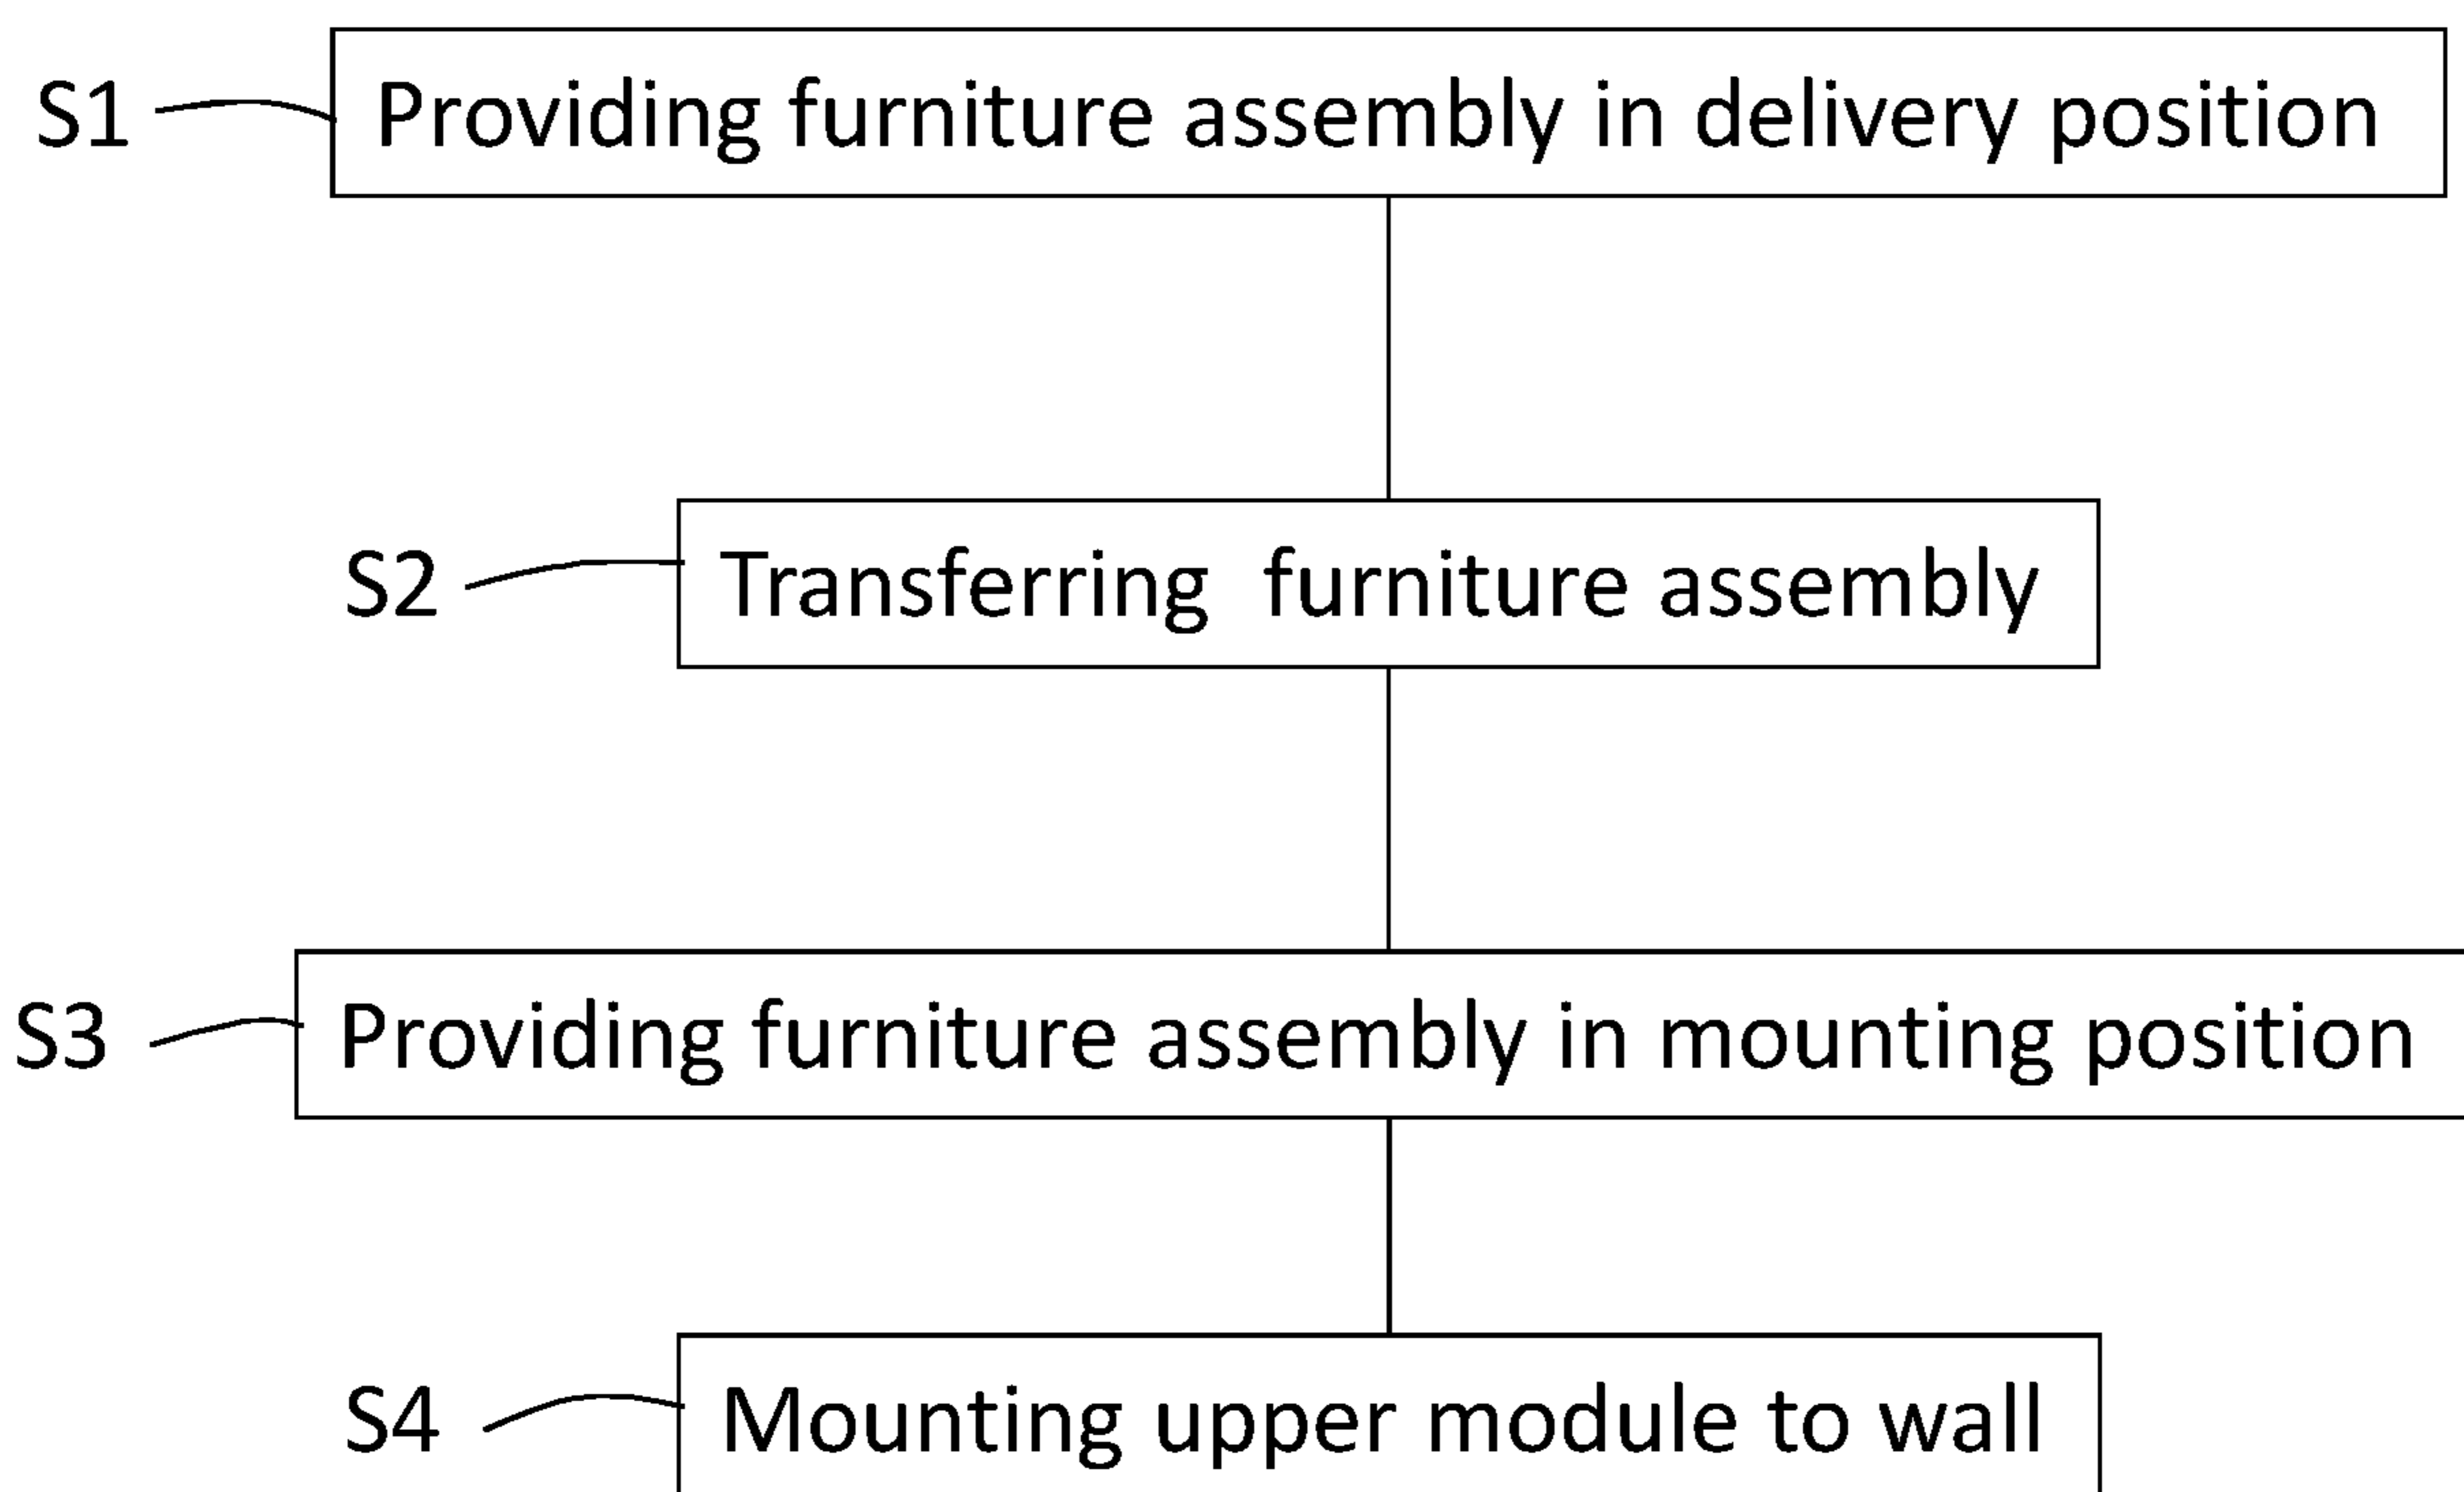 S1 Providing furniture assembly in delivery position
S2 Transferring furniture assembly
S3 Providing furniture assembly in mounting position
S4 Mounting upper module to wall